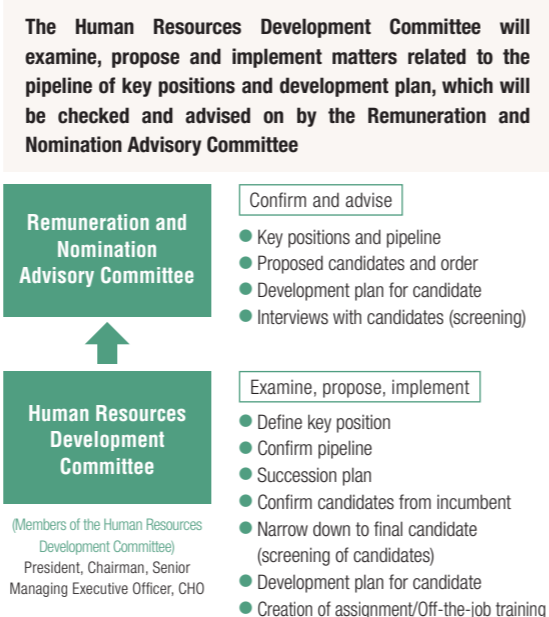 The Human Resources Development Committee will
examine, propose and implement matters related to the
pipeline of key positions and development plan, which will
be checked and advised on by the Remuneration and
Nomination Advisory Committee
Remuneration and
Nomination
Advisory Committee
Confirm and advise
● Key positions and pipeline
● Proposed candidates and order
● Development plan for candidate
● Interviews with candidates (screening)
Human Resources
Development
Committee
(Members of the Human Resources
Development Committee)
President, Chairman, Senior
Managing Executive Officer, CHO
Examine, propose, implement
● Define key position
● Confirm pipeline
● Succession plan
● Confirm candidates from incumbent
● Narrow down to final candidate
(screening of candidates)
● Development plan for candidate
● Creation of assignment/Off-the-job training